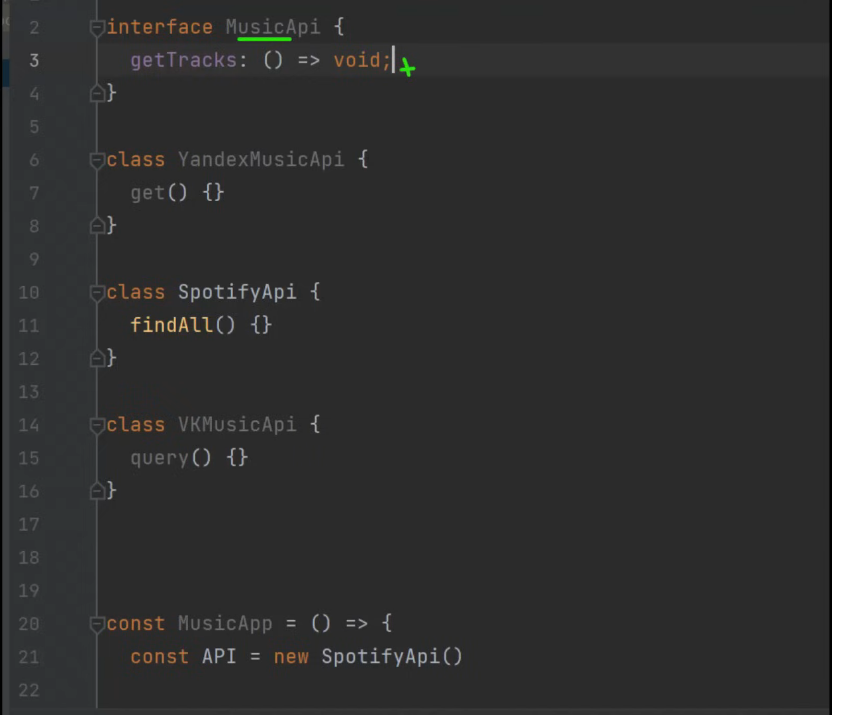 2 interface MusicApi {
3 getTracks: () => void;
4 }
5
6 class YandexMusicApi {
7 get() {}
8 }
9
10 class SpotifyApi {
11 findAll() {}
12 }
13
14 class VKMusicApi {
15 query() {}
16 }
17
18
19
20 const MusicApp = () => {
21 const API = new SpotifyApi()
22